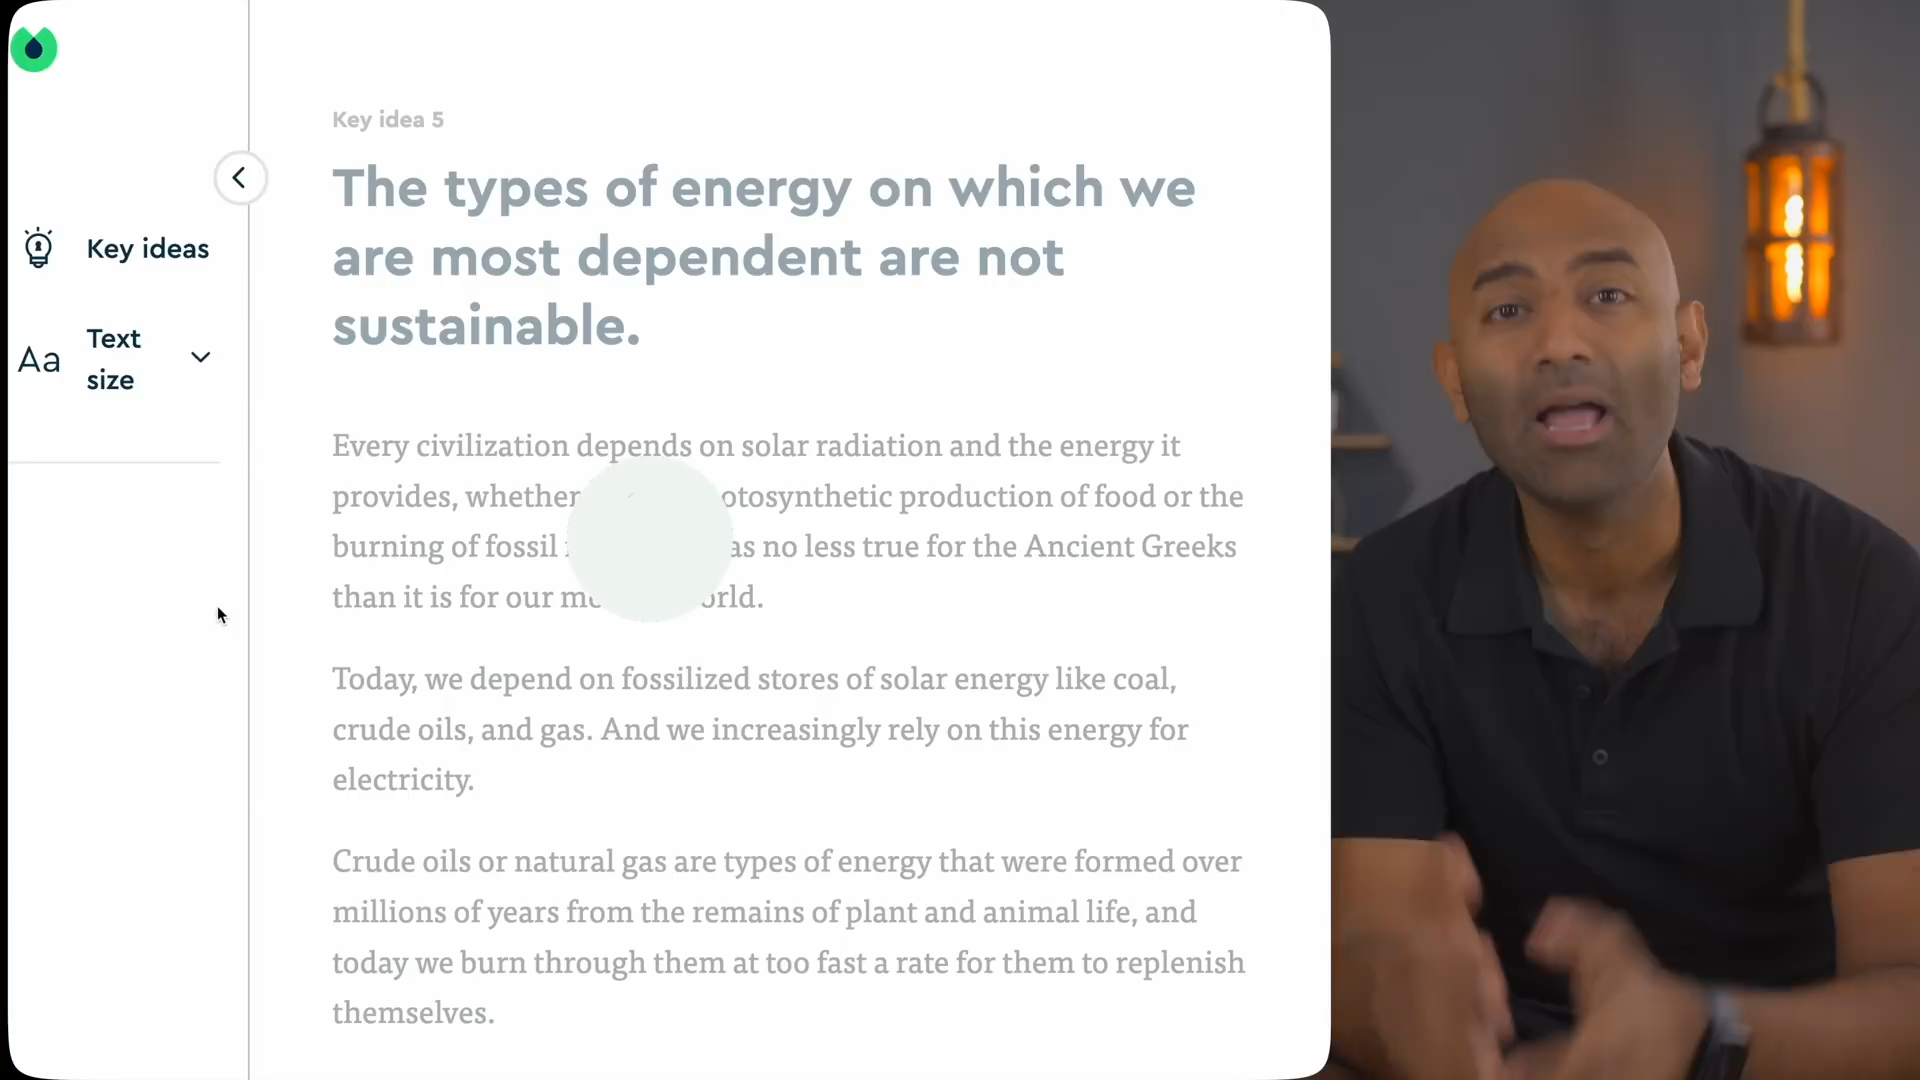 Key idea 5
The types of energy on which we
are most dependent are not
sustainable.
Key ideas
Aa Text size
Every civilization depends on solar radiation and the energy it
provides, whether production of food or the
burning of fossil no less true for the Ancient Greeks
than it is for our
Today, we depend on fossilized stores of solar energy like coal,
crude oils, and gas. And we increasingly rely on this energy for
electricity.
Crude oils or natural gas are types of energy that were formed over
millions of years from the remains of plant and animal life, and
today we burn through them at too fast a rate for them to replenish
themselves.